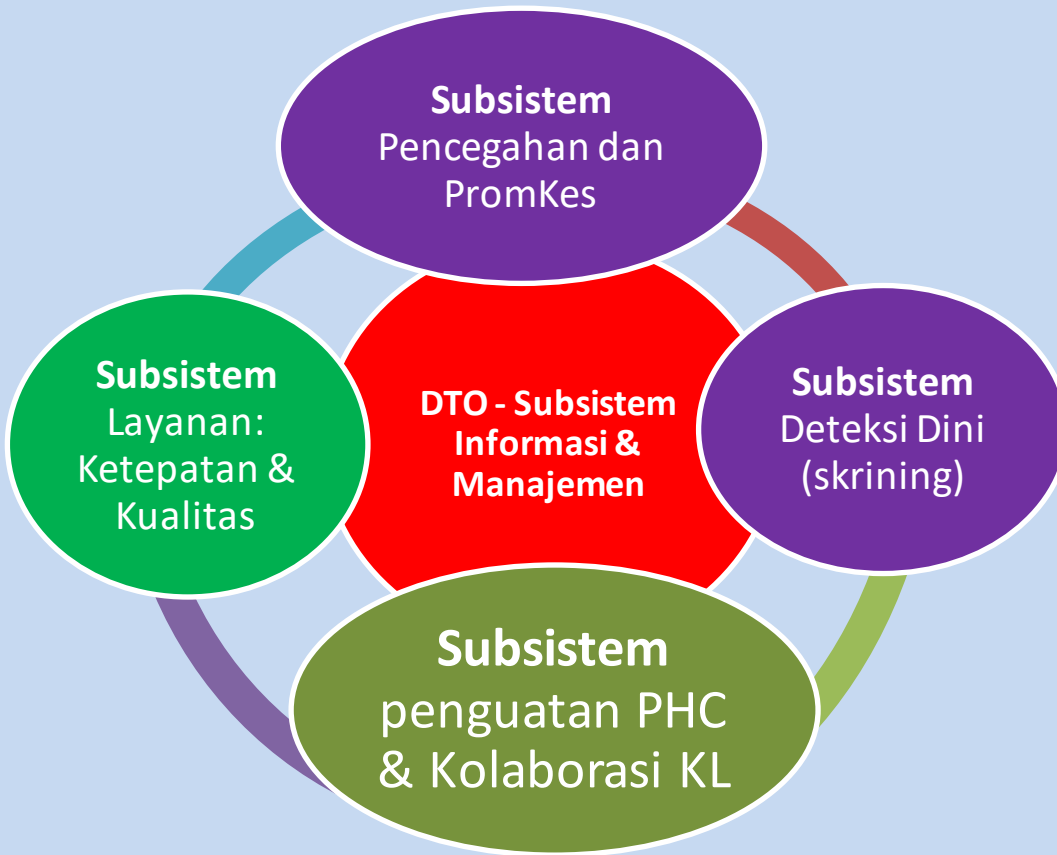 Subsistem
Pencegahan dan
PromKes
Subsistem
Layanan:
Ketepatan &
Kualitas
DTO - Subsistem
Informasi &
Manajemen
Subsistem
Deteksi Dini
(skrining)
Subsistem
penguatan PHC
& Kolaborasi KL